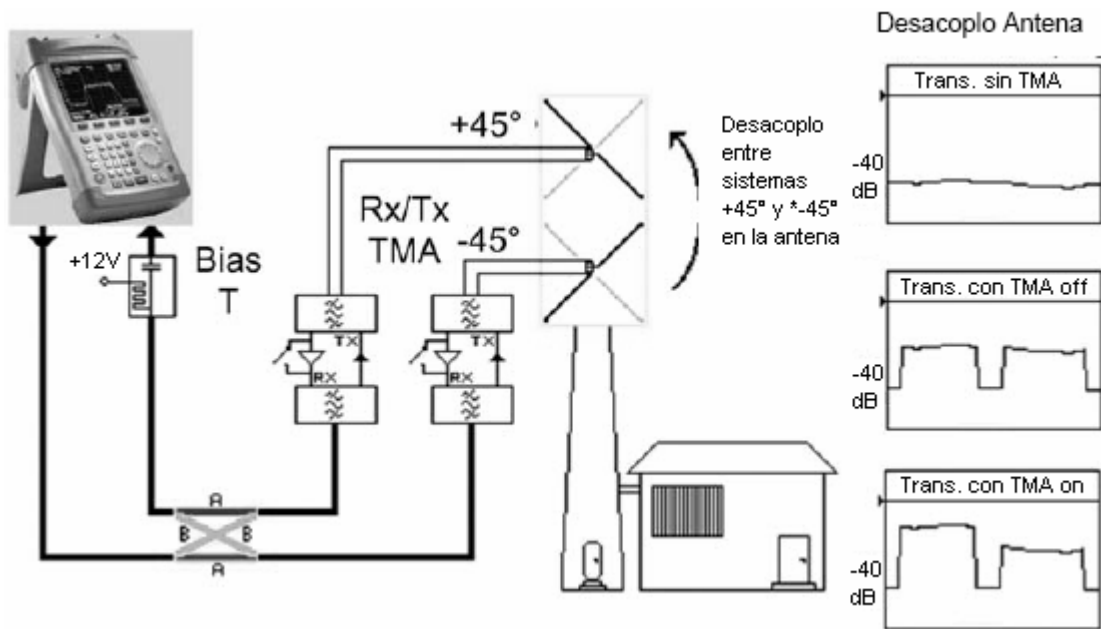 Desacoplo Antena
Trans. sin TMA
-40
dB
+45°
Desacoplo
entre
sistemas
+45° y *-45°
en la antena
Rx/Tx
TMA
-45°
+12V
Bias
T
TX
RX
TX
RX
Trans. con TMA off
-40
dB
A
B
B
A
Trans. con TMA on
-40
dB